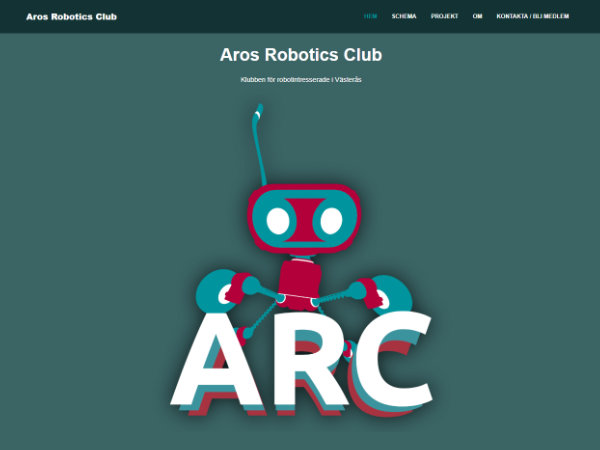 Aros Robotics Club
HEM SCHEMA PROJEKT OM KONTAKTA / BLI MEDLEM
Aros Robotics Club
Klubben för robotintresserade i Västerås
ARC